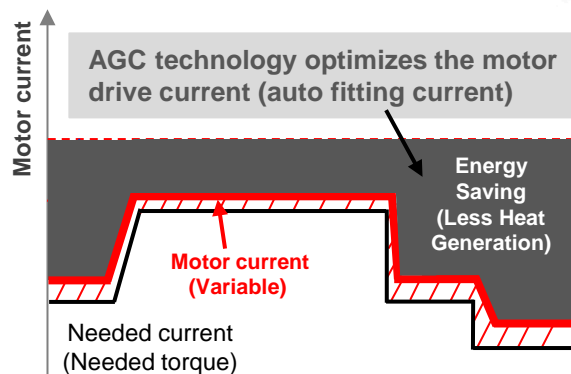 Motor current
AGC technology optimizes the motor
drive current (auto fitting current)
Energy
Saving
(Less Heat
Generation)
Motor current
(Variable)
Needed current
(Needed torque)